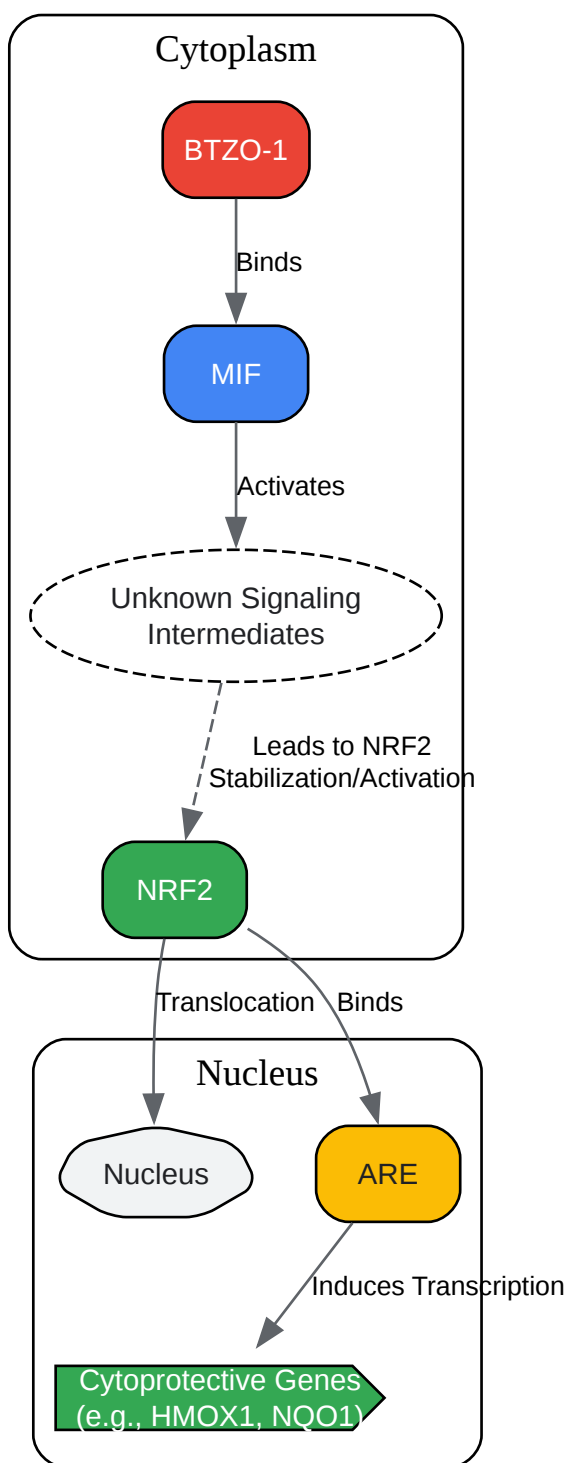 Cytoplasm
BTZO-1
Binds
MIF
Activates
Unknown Signaling
Intermediates
Leads to NRF2
Stabilization/Activation
NRF2
Translocation
Binds
Nucleus
Nucleus
ARE
Induces Transcription
Cytoprotective Genes
(e.g., HMOX1, NQO1)